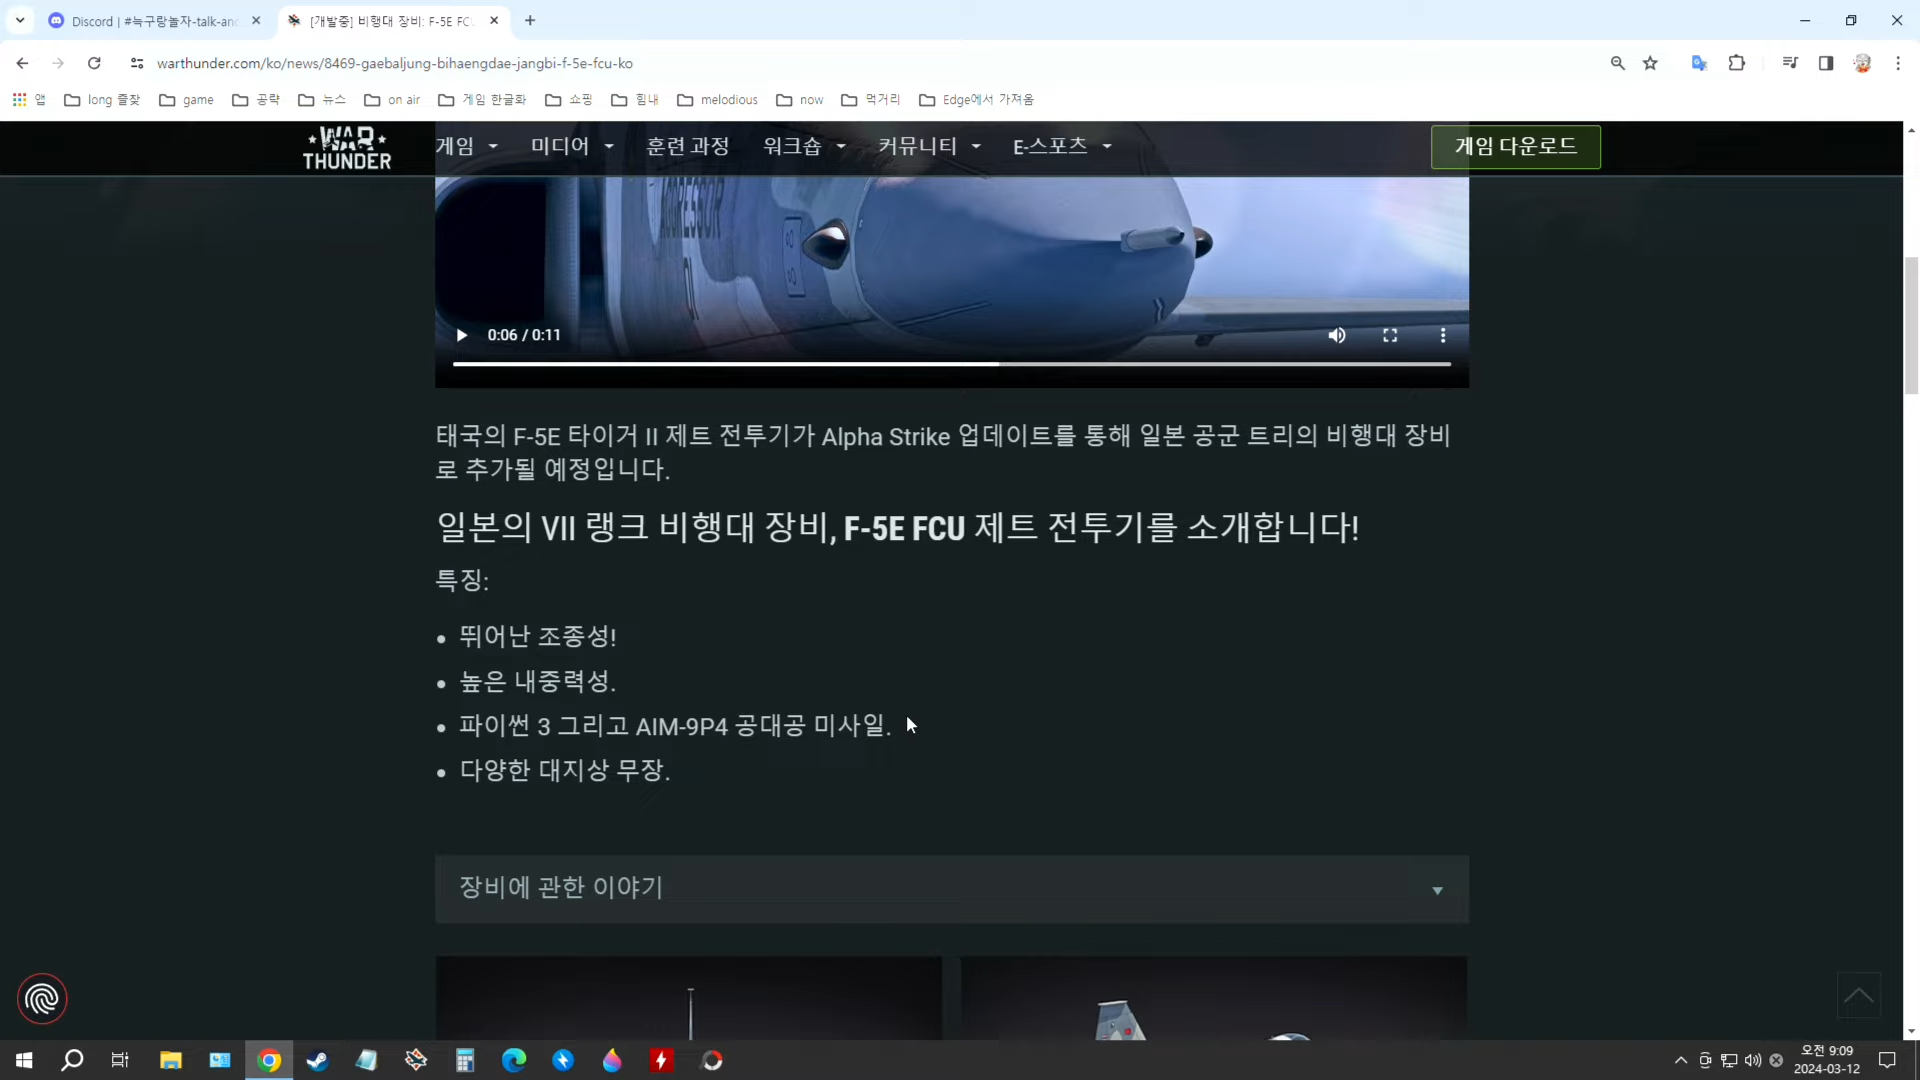 Discord | #늑구랑놀자-talk-and
[개발중] 비행대 장비: F-5E FCU
warthunder.com/ko/news/8469-gaebaljung-bihaengdae-jangbi-f-5e-fcu-ko
앱 long 즐찾 game 공략 뉴스 on air 게임 한글화 쇼핑 힘내 melodious now 먹거리 Edge에서 가져옴
WAR THUNDER
게임 미디어 훈련 과정 워크숍 커뮤니티 E-스포츠 게임 다운로드
AGGRESSOR
0:06 / 0:11
태국의 F-5E 타이거 II 제트 전투기가 Alpha Strike 업데이트를 통해 일본 공군 트리의 비행대 장비
로 추가될 예정입니다.
일본의 VII 랭크 비행대 장비, F-5E FCU 제트 전투기를 소개합니다!
특징:
• 뛰어난 조종성!
• 높은 내중력성.
• 파이썬 3 그리고 AIM-9P4 공대공 미사일.
• 다양한 대지상 무장.
장비에 관한 이야기
오전 9:09
2024-03-12